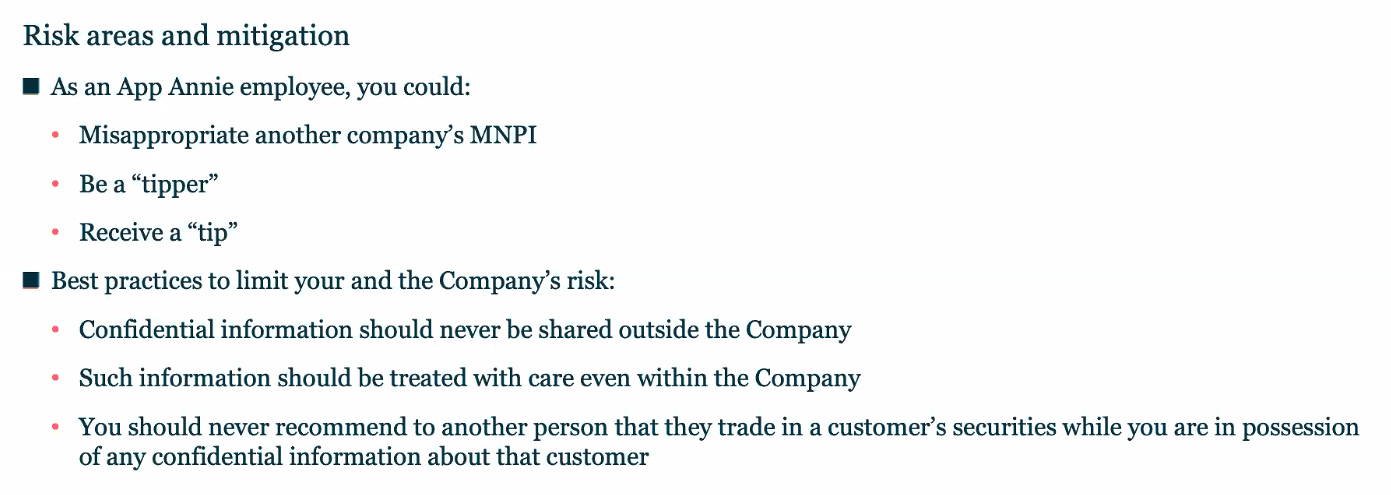 Risk areas and mitigation
■ As an App Annie employee, you could:
• Misappropriate another company’s MNPI
• Be a “tipper”
• Receive a “tip”
■ Best practices to limit your and the Company’s risk:
• Confidential information should never be shared outside the Company
• Such information should be treated with care even within the Company
• You should never recommend to another person that they trade in a customer’s securities while you are in possession
of any confidential information about that customer